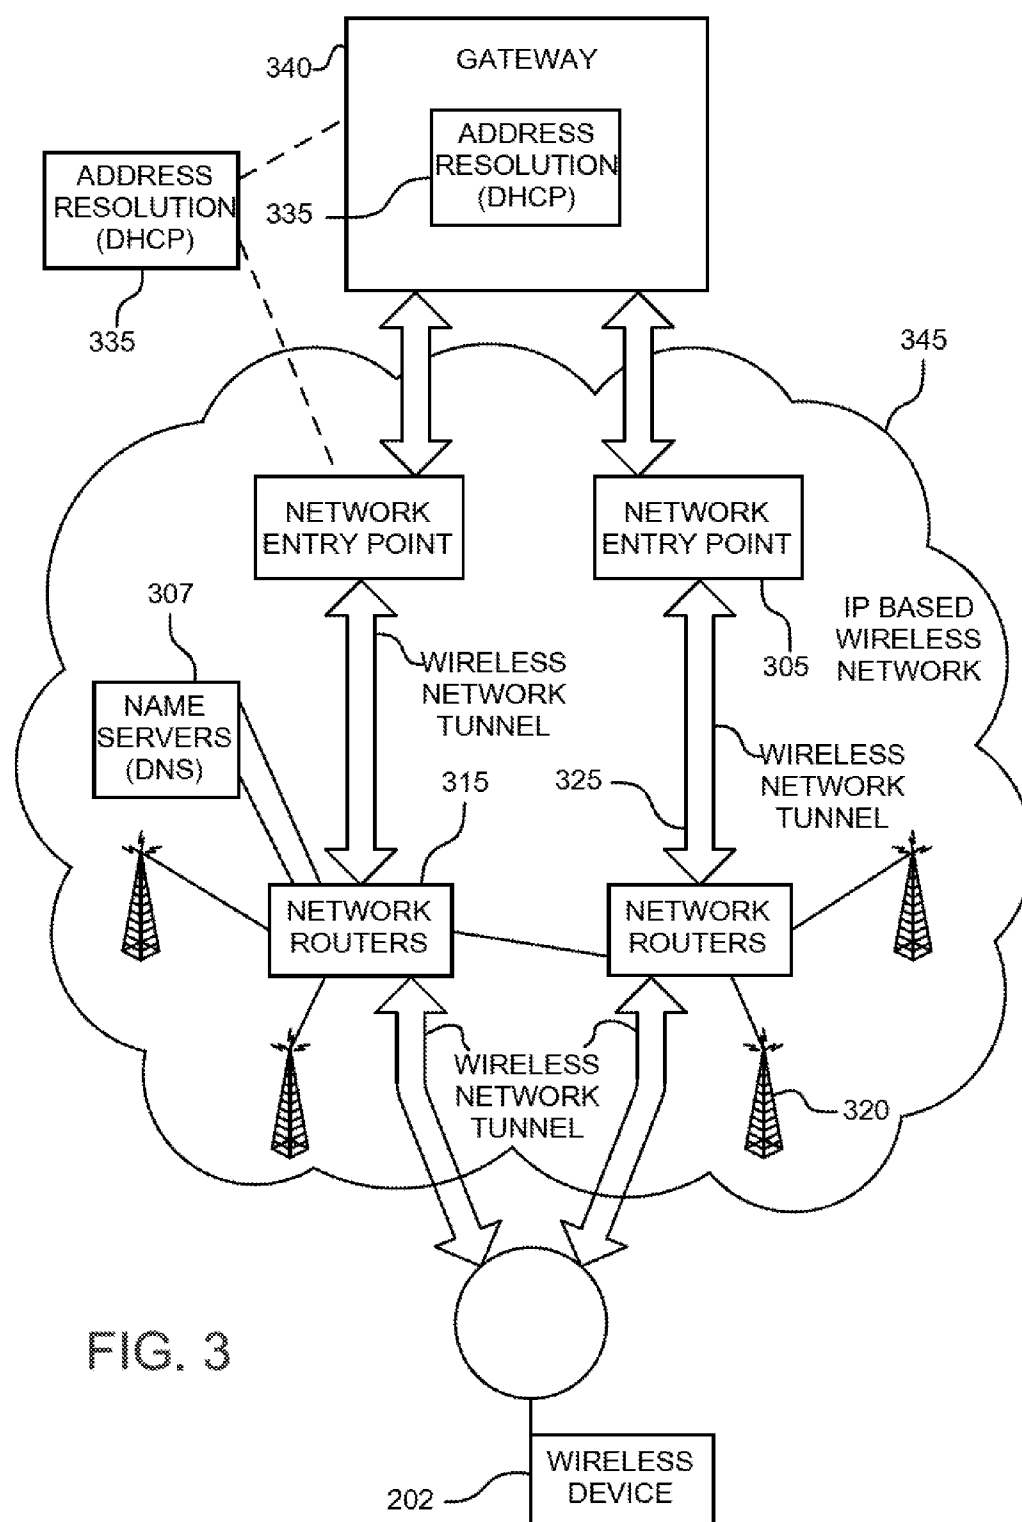 340
GATEWAY
ADDRESS
RESOLUTION
(DHCP)
335
ADDRESS
RESOLUTION
(DHCP)
335
345
NETWORK
ENTRY POINT
NETWORK
ENTRY POINT
307
305
IP BASED
WIRELESS
NETWORK
WIRELESS
NETWORK
TUNNEL
NAME
SERVERS
(DNS)
WIRELESS
NETWORK
TUNNEL
315
325
NETWORK
ROUTERS
NETWORK
ROUTERS
WIRELESS
NETWORK
TUNNEL
320
FIG. 3
WIRELESS
DEVICE
202